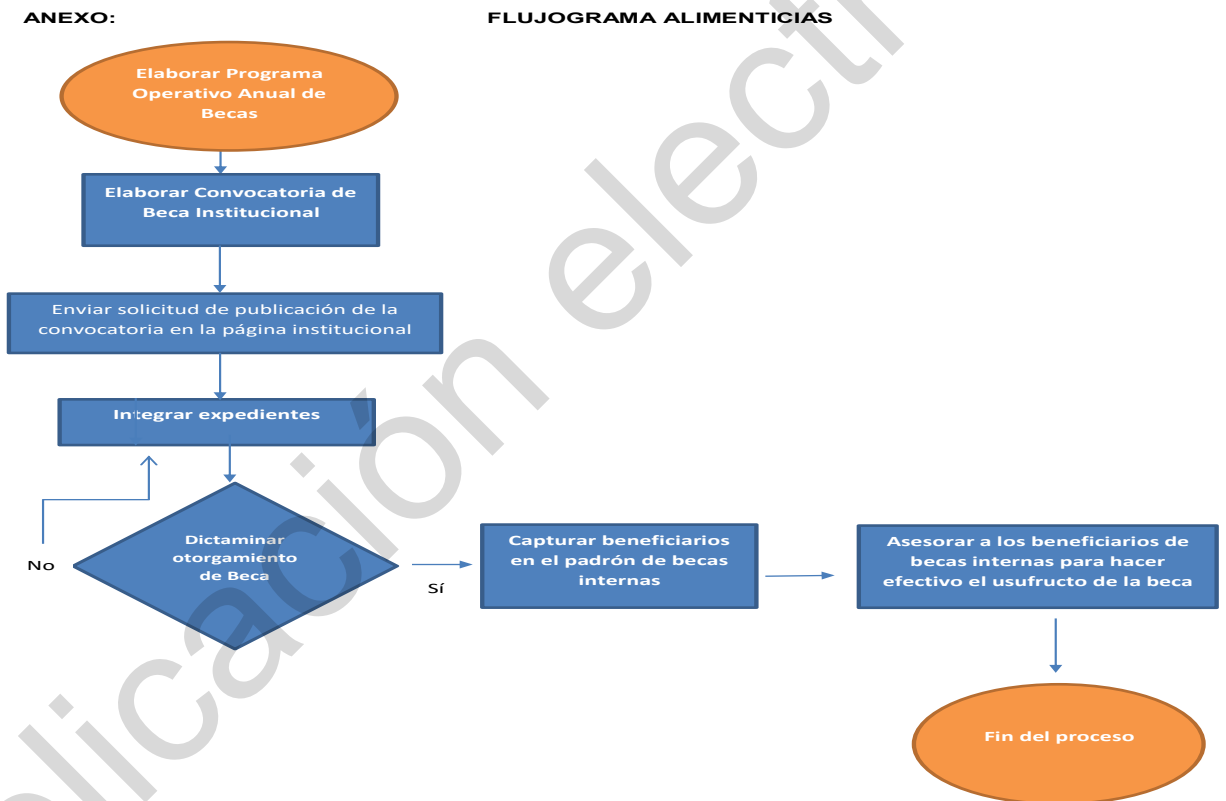 ANEXO:
FLUJOGRAMA ALIMENTICIAS
Elaborar Programa
Operativo Anual de
Becas
Elaborar Convocatoria de
Beca Institucional
Enviar solicitud de publicación de la
convocatoria en la página institucional
Integrar expedientes
Dictaminar
otorgamiento
de Beca
No
Sí
Capturar beneficiarios
en el padrón de becas
internas
Asesorar a los beneficiarios de
becas internas para hacer
efectivo el usufructo de la beca
Fin del proceso
licación electr